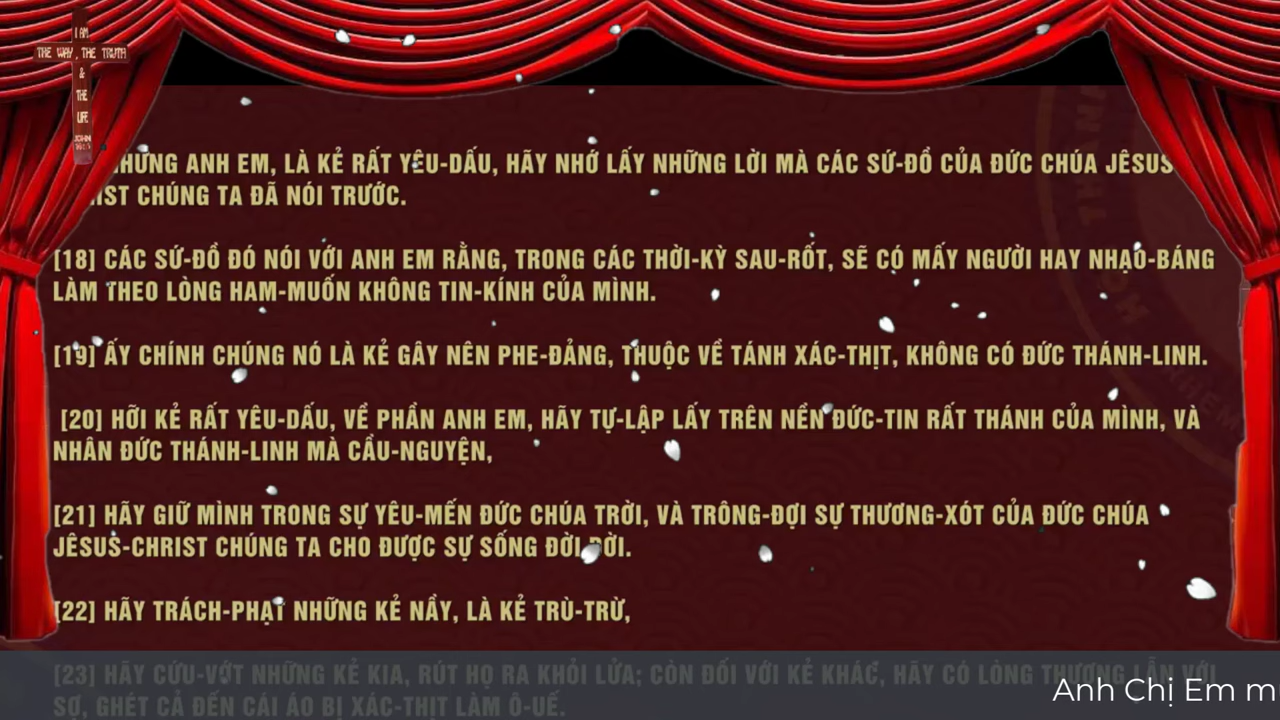 I AM
THE WAY, THE TRUTH
&
THE
LIFE
JOHN
ANH EM, LÀ KẺ RẤT YÊU-DẤU, HÃY NHỚ LẤY NHỮNG LỜI MÀ CÁC SỨ-ĐỒ CỦA ĐỨC CHÚA JÊSUS
CHÚNG TA ĐÃ NÓI TRƯỚC.
[18] CÁC SỨ-ĐỒ ĐÓ NÓI VỚI ANH EM RẰNG, TRONG CÁC THỜI-KỲ SAU-RỐT, SẼ CÓ MẤY NGƯỜI HAY NHẠO-BÁNG
LÀM THEO LÒNG HAM-MUỐN KHÔNG TIN-KÍNH CỦA MÌNH.
[19] ẤY CHÍNH CHÚNG NÓ LÀ KẺ GÂY NÊN PHE-ĐẢNG, THUỘC VỀ TÁNH XÁC-THỊT, KHÔNG CÓ ĐỨC THÁNH-LINH.
[20] HỠI KẺ RẤT YÊU-DẤU, VỀ PHẦN ANH EM, HÃY TỰ-LẬP LẤY TRÊN NỀN ĐỨC-TIN RẤT THÁNH CỦA MÌNH, VÀ
NHÂN ĐỨC THÁNH-LINH MÀ CẦU-NGUYỆN,
[21] HÃY GIỮ MÌNH TRONG SỰ YÊU-MẾN ĐỨC CHÚA TRỜI, VÀ TRÔNG-ĐỢI SỰ THƯƠNG-XÓT CỦA ĐỨC CHÚA
JÊSUS-CHRIST CHÚNG TA CHO ĐƯỢC SỰ SỐNG ĐỜI ĐỜI.
[22] HÃY TRÁCH-PHẠT NHỮNG KẺ NẦY, LÀ KẺ TRÙ-TRỪ,
[23] HÃY CỨU-VỚT NHỮNG KẺ KIA, RÚT HỌ RA KHỎI LỬA; CÒN ĐỐI VỚI KẺ KHÁC, HÃY CÓ LÒNG THƯƠNG LẪN VỚI
SỢ, GHÉT CẢ ĐẾN CÁI ÁO BỊ XÁC-THỊT LÀM Ô-UẾ.
Anh Chị Em m